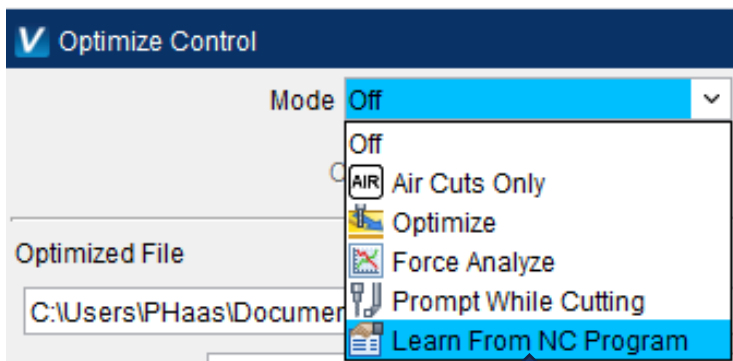 Optimize Control
Mode Off
Off
AIR Air Cuts Only
Optimize
Optimized File
Force Analyze
C:\Users\PHaas\Documen
Prompt While Cutting
Learn From NC Program